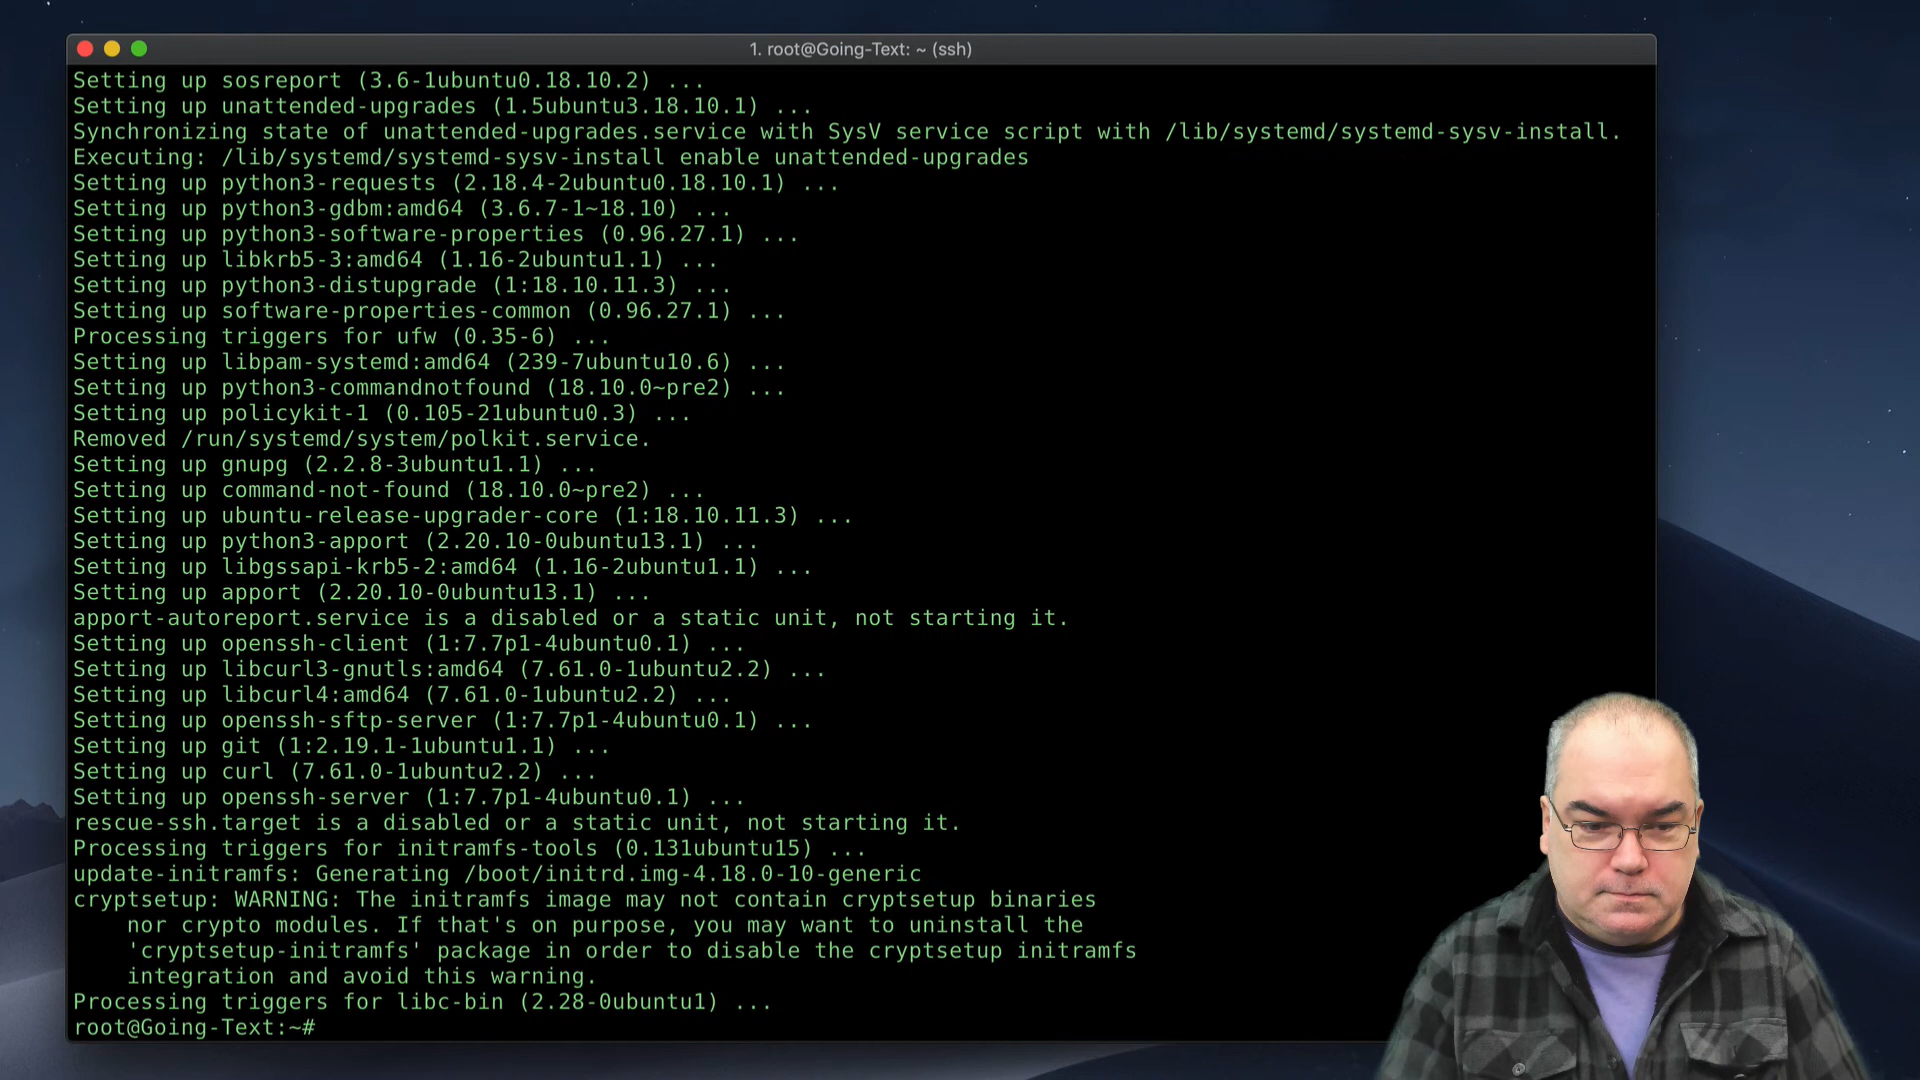 1. root@Going-Text: ~ (ssh)
Setting up sosreport (3.6-1ubuntu0.18.10.2) ...
Setting up unattended-upgrades (1.5ubuntu3.18.10.1) ...
Synchronizing state of unattended-upgrades.service with SysV service script with /lib/systemd/systemd-sysv-install.
Executing: /lib/systemd/systemd-sysv-install enable unattended-upgrades
Setting up python3-requests (2.18.4-2ubuntu0.18.10.1) ...
Setting up python3-gdbm:amd64 (3.6.7-1~18.10) ...
Setting up python3-software-properties (0.96.27.1) ...
Setting up libkrb5-3:amd64 (1.16-2ubuntu1.1) ...
Setting up python3-distupgrade (1:18.10.11.3) ...
Setting up software-properties-common (0.96.27.1) ...
Processing triggers for ufw (0.35-6) ...
Setting up libpam-systemd:amd64 (239-7ubuntu10.6) ...
Setting up python3-commandnotfound (18.10.0~pre2) ...
Setting up policykit-1 (0.105-21ubuntu0.3) ...
Removed /run/systemd/system/polkit.service.
Setting up gnupg (2.2.8-3ubuntu1.1) ...
Setting up command-not-found (18.10.0~pre2) ...
Setting up ubuntu-release-upgrader-core (1:18.10.11.3) ...
Setting up python3-apport (2.20.10-0ubuntu13.1) ...
Setting up libgssapi-krb5-2:amd64 (1.16-2ubuntu1.1) ...
Setting up apport (2.20.10-0ubuntu13.1) ...
apport-autoreport.service is a disabled or a static unit, not starting it.
Setting up openssh-client (1:7.7p1-4ubuntu0.1) ...
Setting up libcurl3-gnutls:amd64 (7.61.0-1ubuntu2.2) ...
Setting up libcurl4:amd64 (7.61.0-1ubuntu2.2) ...
Setting up openssh-sftp-server (1:7.7p1-4ubuntu0.1) ...
Setting up git (1:2.19.1-1ubuntu1.1) ...
Setting up curl (7.61.0-1ubuntu2.2) ...
Setting up openssh-server (1:7.7p1-4ubuntu0.1) ...
rescue-ssh.target is a disabled or a static unit, not starting it.
Processing triggers for initramfs-tools (0.131ubuntu15) ...
update-initramfs: Generating /boot/initrd.img-4.18.0-10-generic
cryptsetup: WARNING: The initramfs image may not contain cryptsetup binaries
nor crypto modules. If that's on purpose, you may want to uninstall the
'cryptsetup-initramfs' package in order to disable the cryptsetup initramfs
integration and avoid this warning.
Processing triggers for libc-bin (2.28-0ubuntu1) ...
root@Going-Text:~#